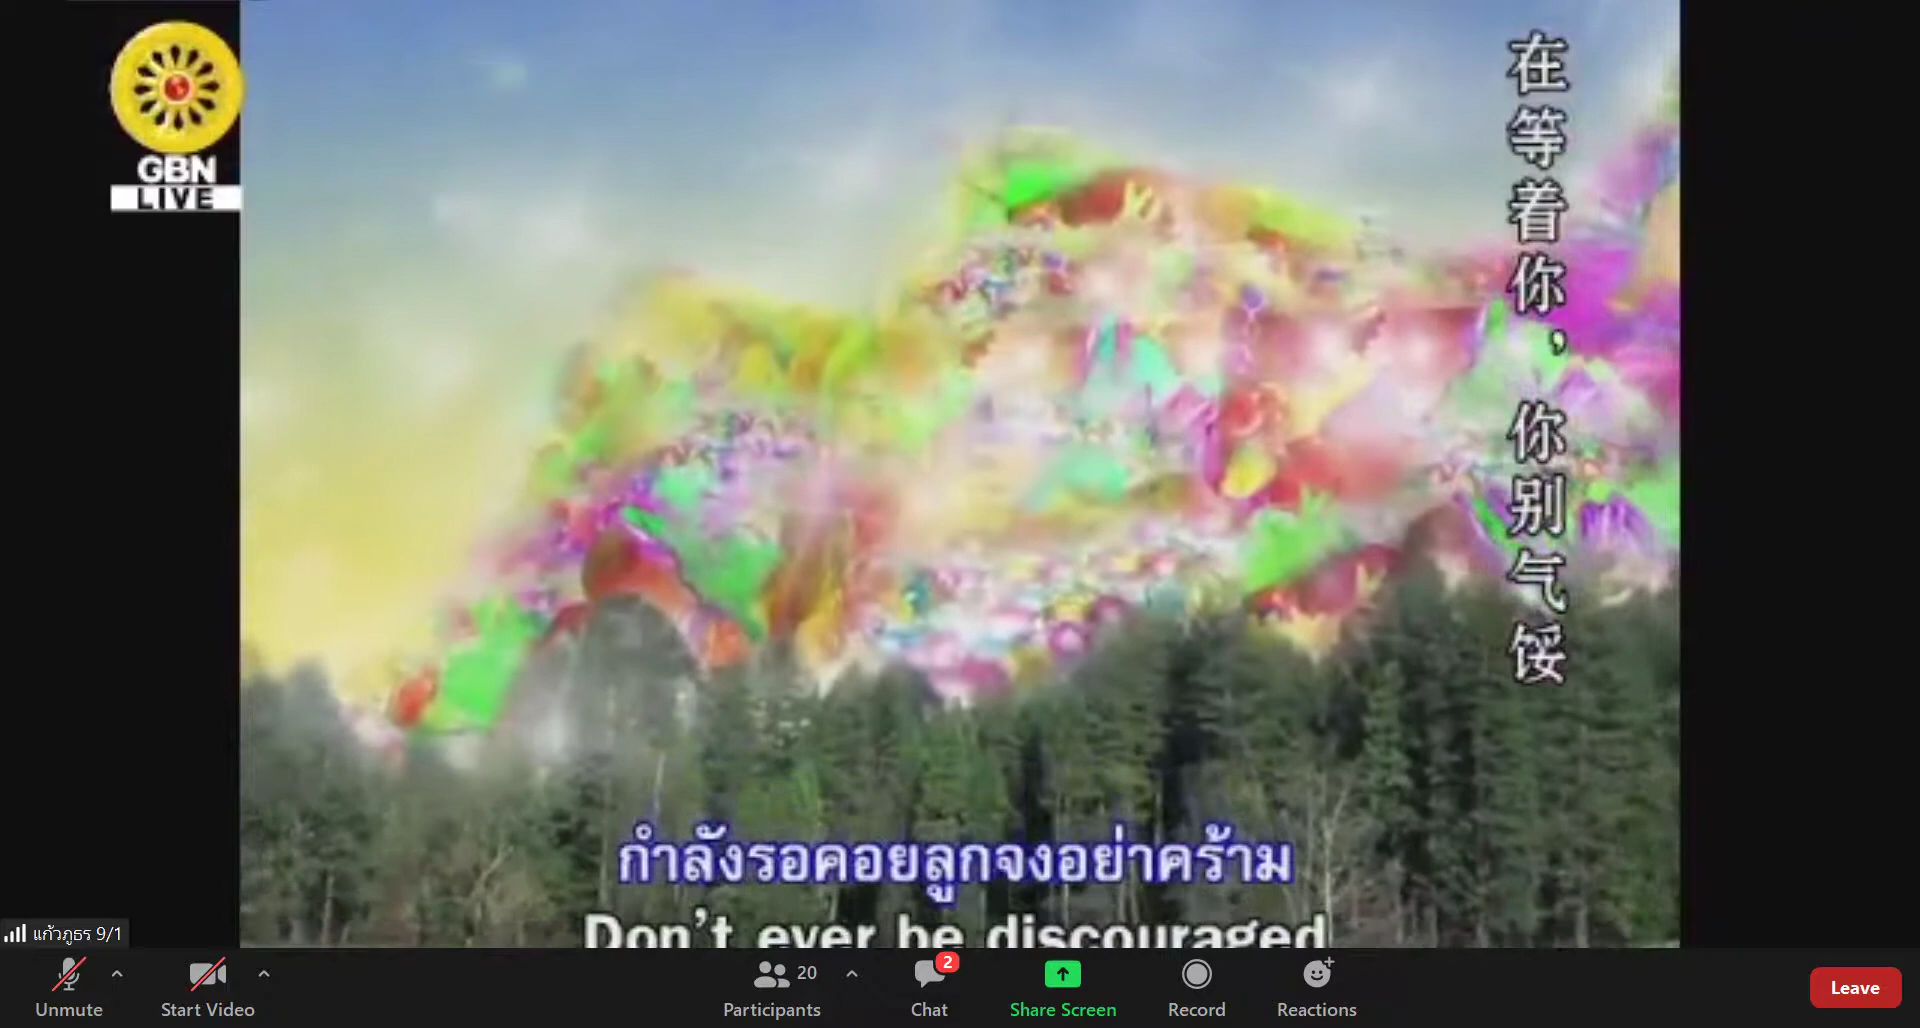 GBN
LIVE
在等着你，你别气馁
กำลังรอคอยลูกจงอย่าคร้าม
Don't ever be discouraged
แก้วภูธร 9/1
Unmute
Start Video
20
Participants
2
Chat
Share Screen
Record
Reactions
Leave